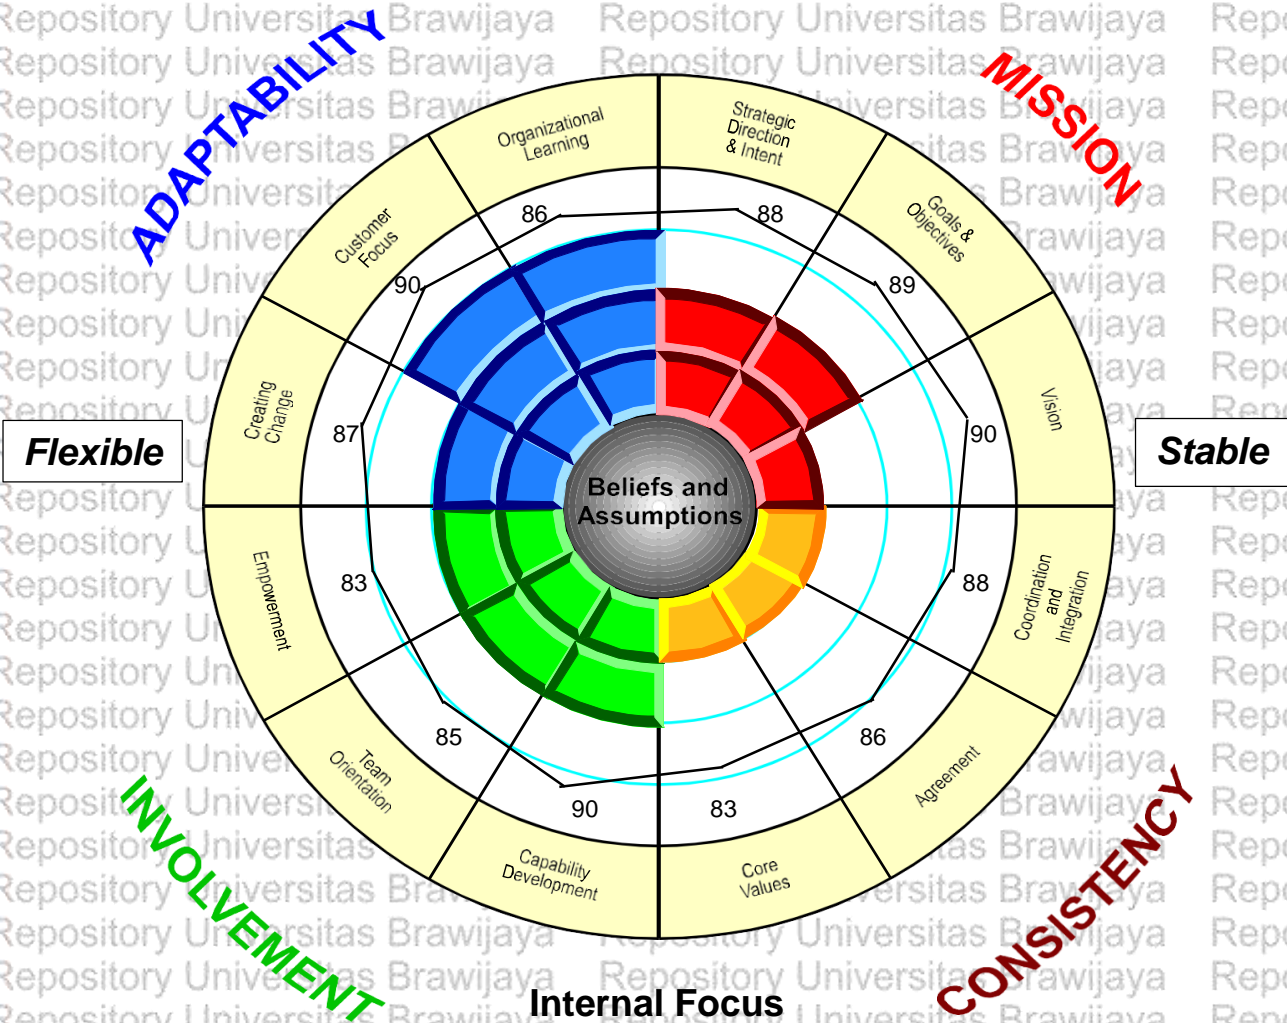 Repository Universitas Brawijaya
ADAPTABILITY
MISSION
Organizational
Learning
Strategic
Direction
& Intent
Customer
Focus
Goals &
Objectives
86
88
90
89
Creating
Change
Vision
87
90
Flexible
Stable
Beliefs and
Assumptions
Empowerment
Coordination
and
Integration
83
88
Team
Orientation
Agreement
85
86
90
83
Capability
Development
Core
Values
INVOLVEMENT
CONSISTENCY
Internal Focus